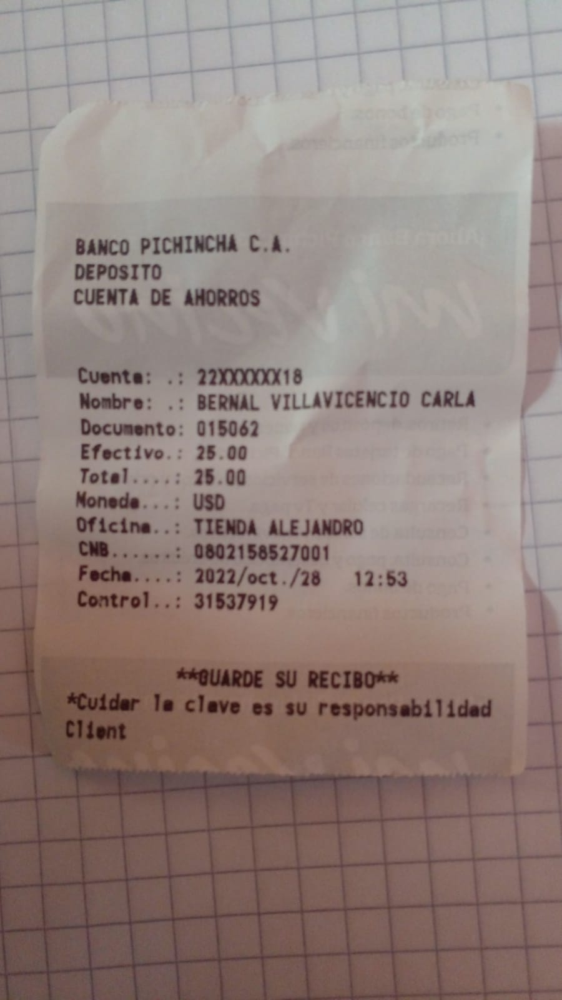 BANCO PICHINCHA C.A.
DEPOSITO
CUENTA DE AHORROS
Cuenta: .: 22XXXXXX18
Nombre: .: BERNAL VILLAVICENCIO CARLA
Documento: 015062
Efectivo.: 25.00
Total....: 25.00
Moneda...: USD
Oficina..: TIENDA ALEJANDRO
CNB......: 0802158527001
Fecha....: 2022/oct./28 12:53
Control..: 31537919
**GUARDE SU RECIBO**
*Cuidar la clave es su responsabilidad
Client